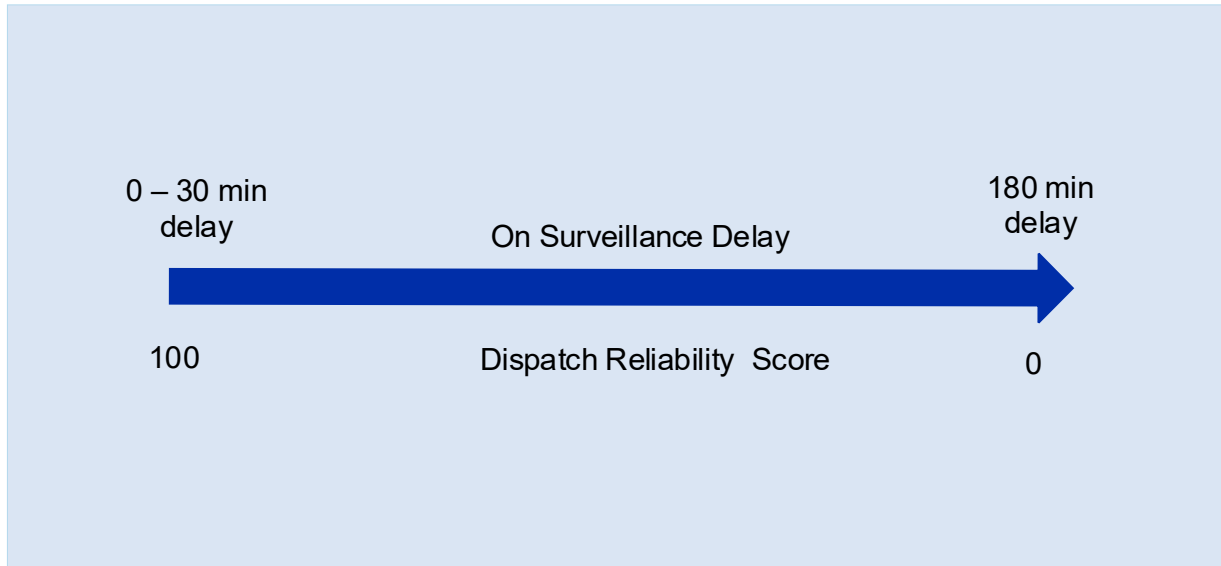 0 – 30 min
delay
180 min
delay
On Surveillance Delay
100
Dispatch Reliability  Score
0